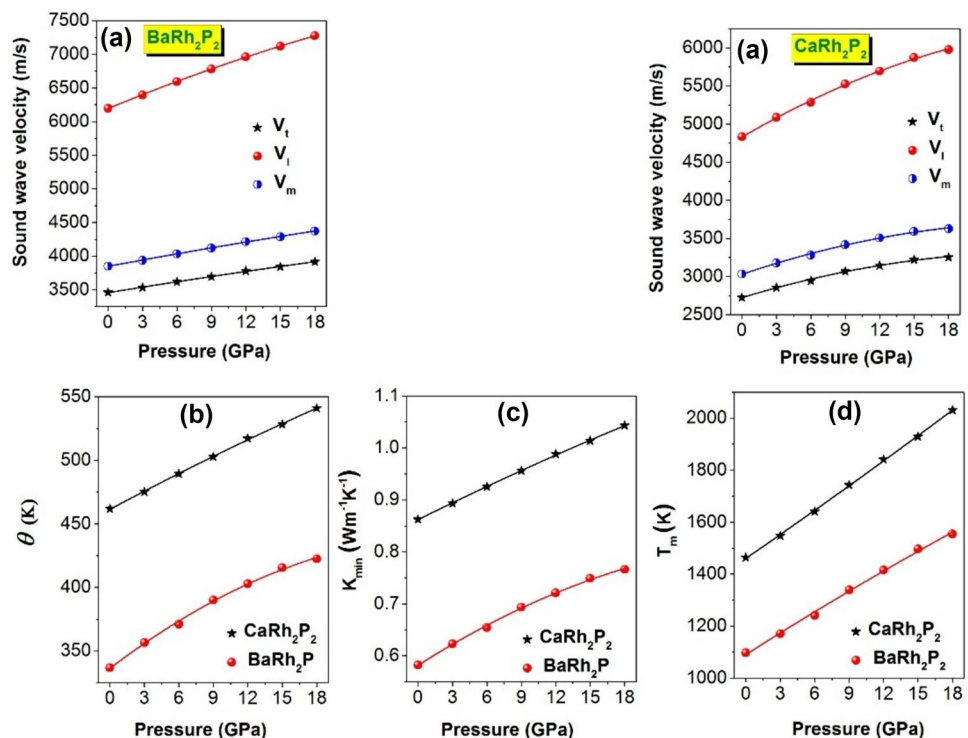 (a)
BaRh₂P₂
Sound wave velocity (m/s)
7500
7000
6500
6000
5500
5000
4500
4000
3500
Vt
Vl
Vm
0 3 6 9 12 15 18
Pressure (GPa)
(a)
CaRh₂P₂
Sound wave velocity (m/s)
6000
5500
5000
4500
4000
3500
3000
2500
Vt
Vl
Vm
0 3 6 9 12 15 18
Pressure (GPa)
(b)
θ (K)
550
500
450
400
350
CaRh₂P₂
BaRh₂P
0 3 6 9 12 15 18
Pressure (GPa)
(c)
Kmin (Wm⁻¹K⁻¹)
1.1
1.0
0.9
0.8
0.7
0.6
CaRh₂P₂
BaRh₂P
0 3 6 9 12 15 18
Pressure (GPa)
(d)
Tm (K)
2000
1800
1600
1400
1200
1000
CaRh₂P₂
BaRh₂P₂
0 3 6 9 12 15 18
Pressure (GPa)